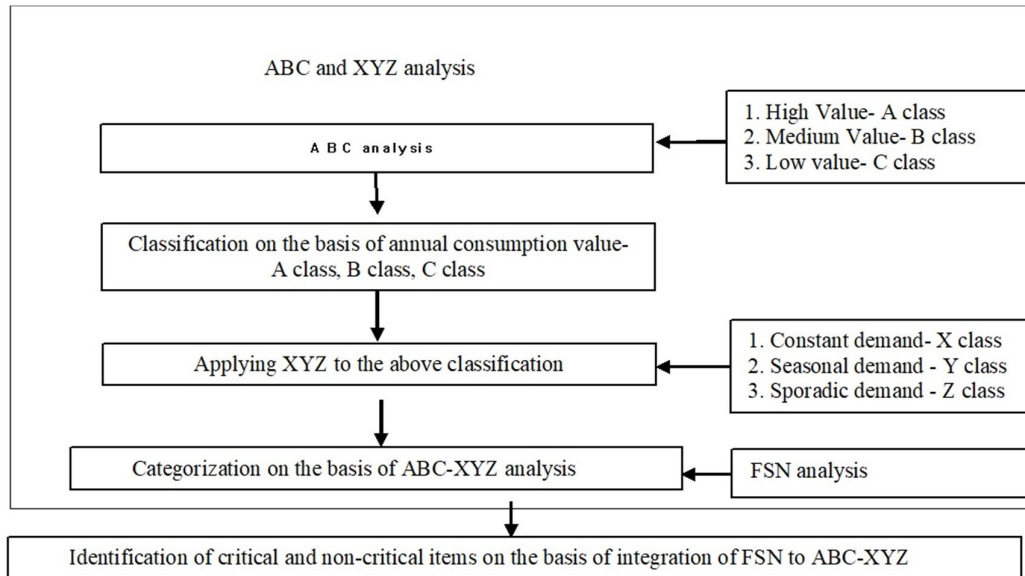 ABC and XYZ analysis
1. High Value- A class
2. Medium Value- B class
3. Low value- C class
ABC analysis
Classification on the basis of annual consumption value-
A class, B class, C class
1. Constant demand- X class
2. Seasonal demand - Y class
3. Sporadic demand - Z class
Applying XYZ to the above classification
Categorization on the basis of ABC-XYZ analysis
FSN analysis
Identification of critical and non-critical items on the basis of integration of FSN to ABC-XYZ